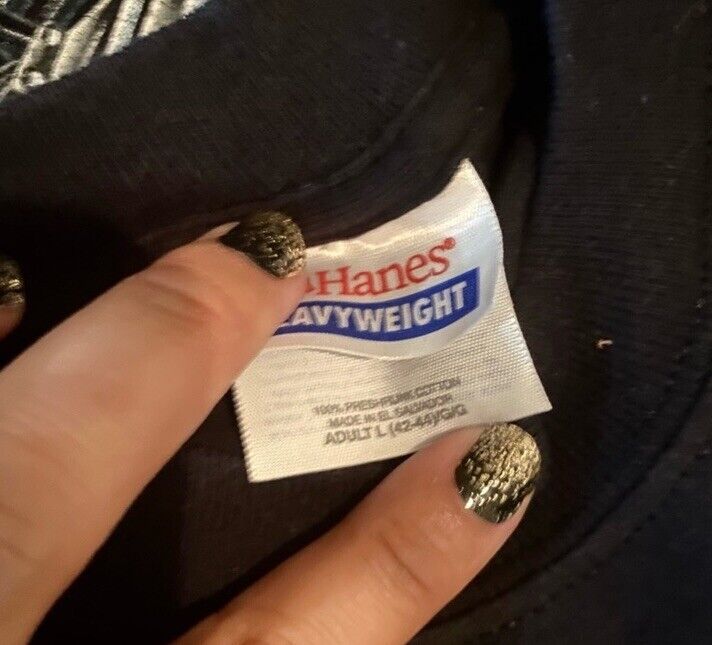 Hanes®
EAVYWEIGHT
100% PRESHRUNK COTTON
MADE IN EL SALVADOR
ADULT L (42-44)/G/G